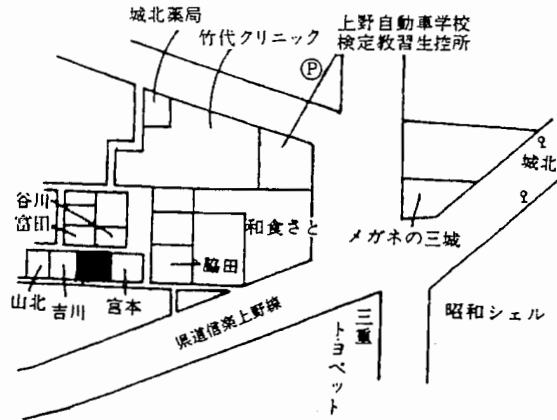 城北薬局
竹代クリニック
上野自動車学校
検定教習生控所
Ⓟ
城北
谷川
富田
和食さと
メガネの三城
脇田
山北
吉川
宮本
県道信楽上野線
三重
トヨペット
昭和シェル